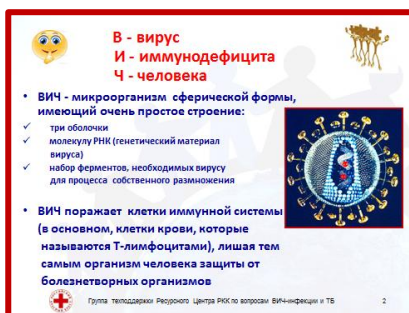 В - вирус
И - иммунодефицита
Ч - человека
• ВИЧ - микроорганизм сферической формы,
имеющий очень простое строение:
✓ три оболочки
✓ молекулу РНК (генетический материал
вируса)
✓ набор ферментов, необходимых вирусу
для процесса собственного размножения
• ВИЧ поражает клетки иммунной системы
(в основном, клетки крови, которые
называются Т-лимфоцитами), лишая тем
самым организм человека защиты от
болезнетворных организмов
Группа техподдержки Ресурсного Центра РКК по вопросам ВИЧ-инфекции и ТБ
2